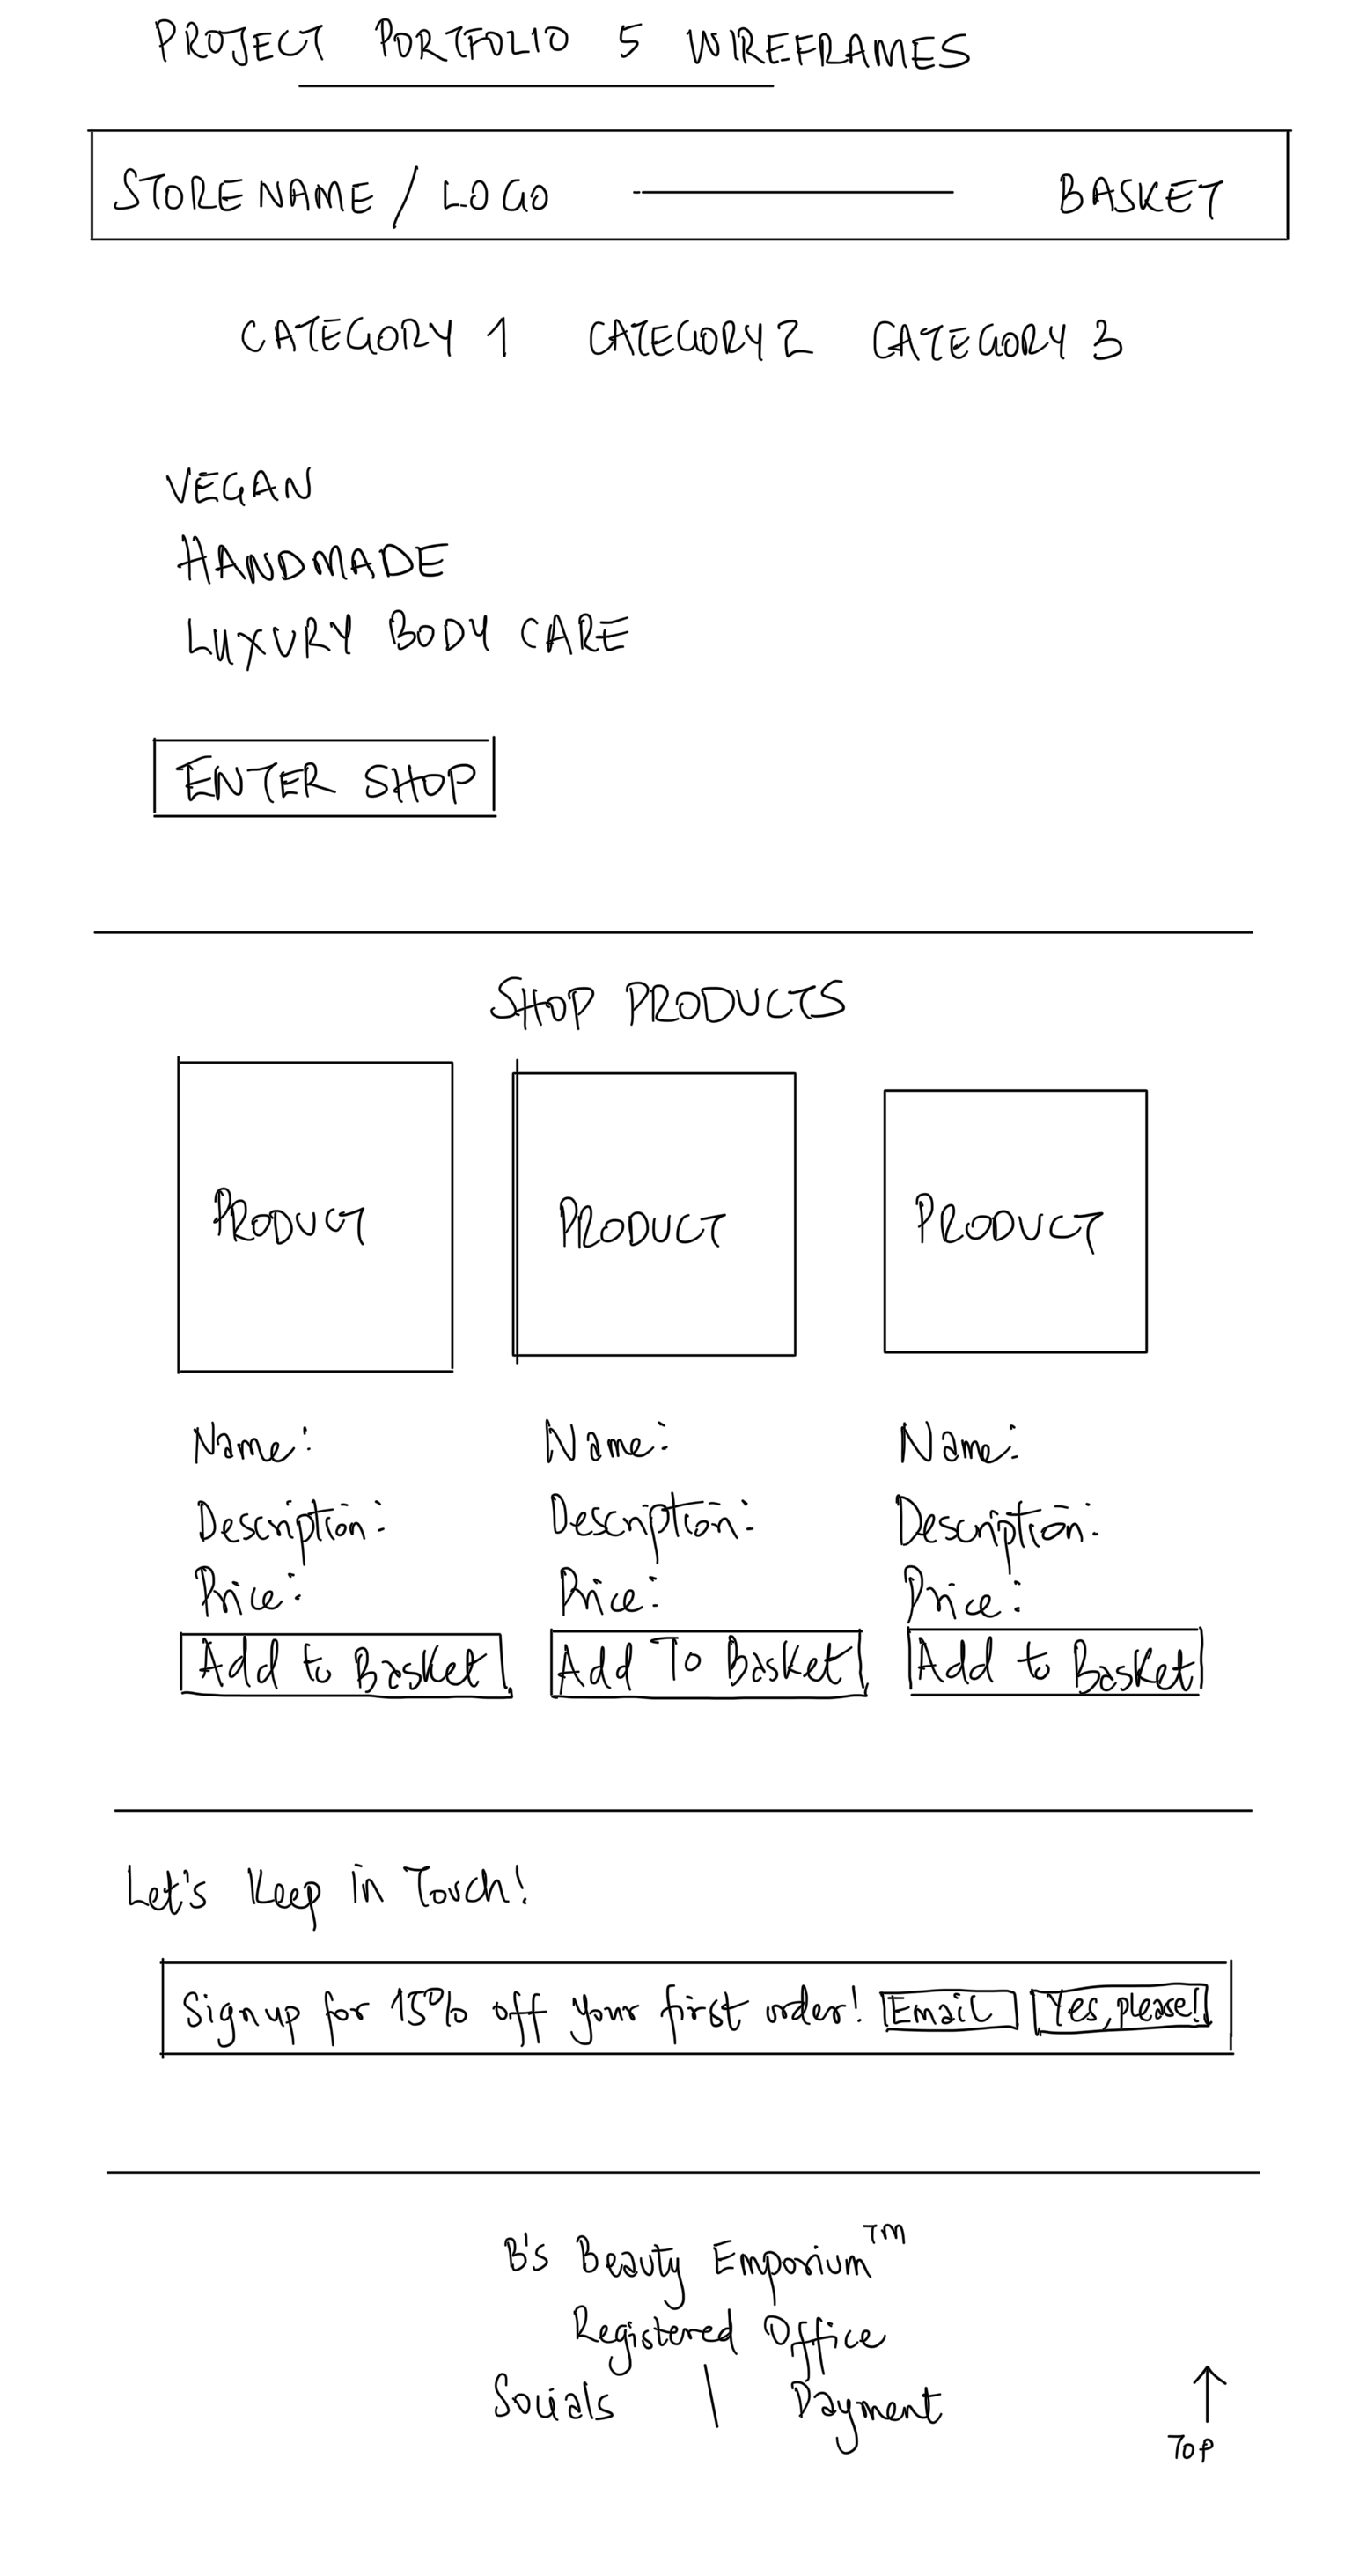 PROJECT PORTFOLIO 5 WIREFRAMES
STORE NAME / LOGO BASKET
CATEGORY 1 CATEGORY 2 CATEGORY 3
VEGAN
HANDMADE
LUXURY BODY CARE
ENTER SHOP
SHOP PRODUCTS
PRODUCT PRODUCT PRODUCT
Name: Name: Name:
Description: Description: Description:
Price: Price: Price:
Add to Basket Add To Basket Add to Basket
Let's Keep in Touch!
Signup for 15% off your first order! Email Yes, please!
B's Beauty Emporium™
Registered Office
Socials | Payment
↑
TOP